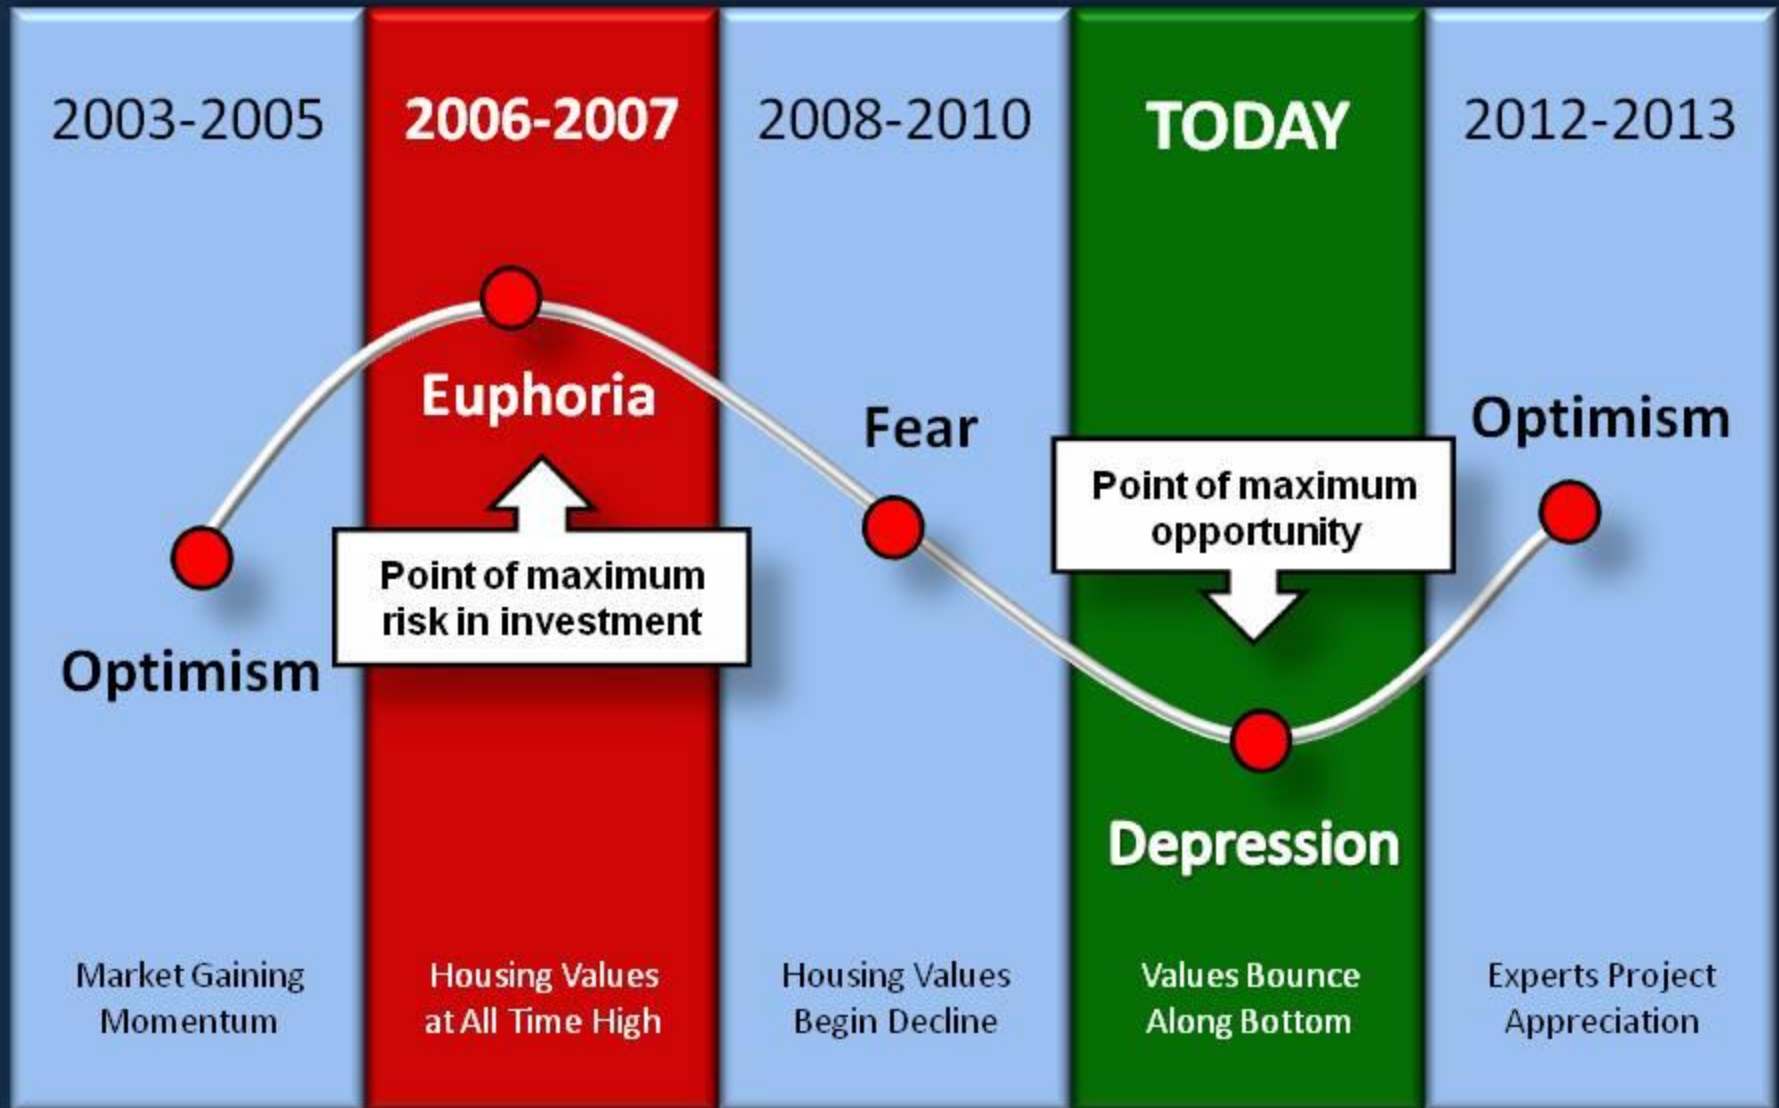 2003-2005
2006-2007
2008-2010
TODAY
2012-2013
Optimism
Euphoria
Point of maximum
risk in investment
Fear
Point of maximum
opportunity
Depression
Optimism
Market Gaining
Momentum
Housing Values
at All Time High
Housing Values
Begin Decline
Values Bounce
Along Bottom
Experts Project
Appreciation